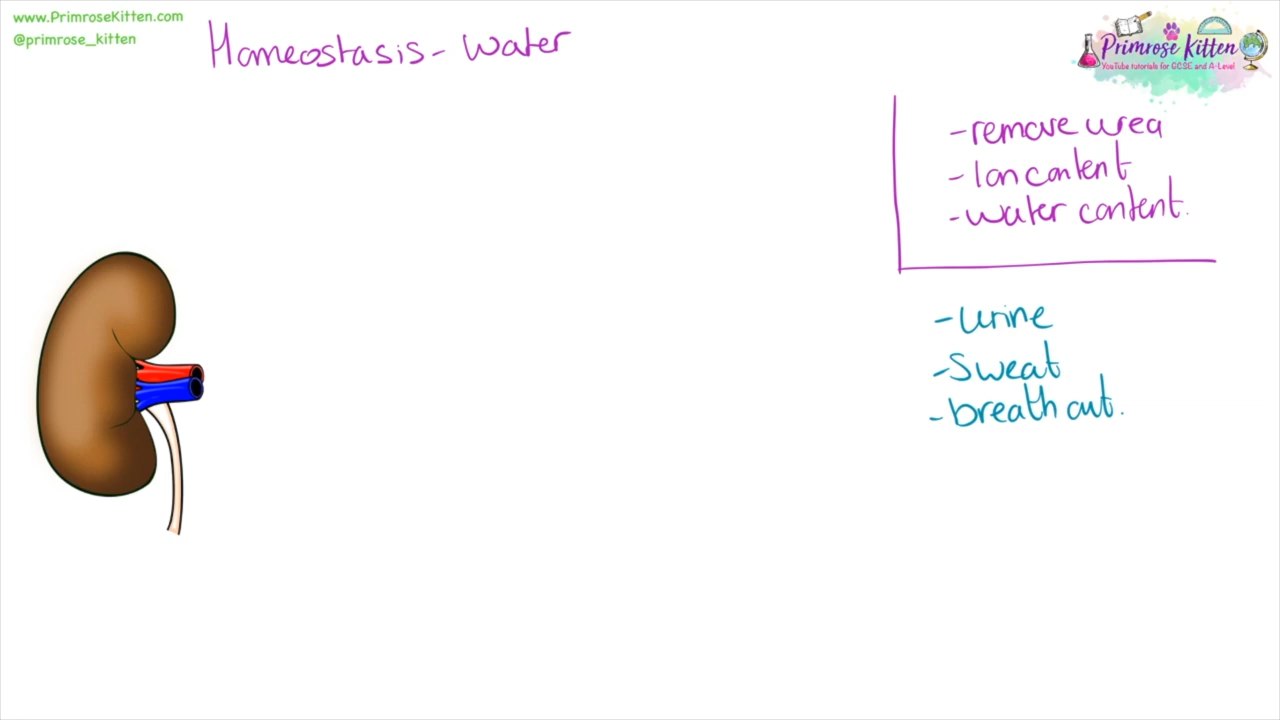 www.PrimroseKitten.com
@primrose_kitten
Homeostasis - water
Primrose Kitten
YouTube tutorials for GCSE and A-Level
- remove urea
- Ion content
- water content.
- urine
- Sweat
- breath out.